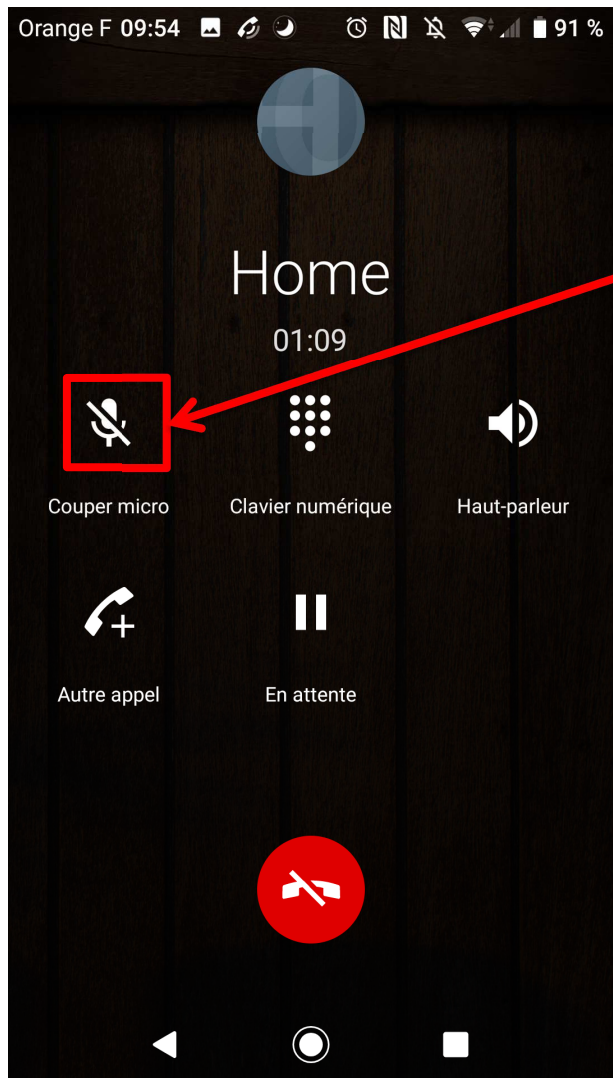 Orange F 09:54 91 %
Home
01:09
Couper micro Clavier numérique Haut-parleur
Autre appel En attente